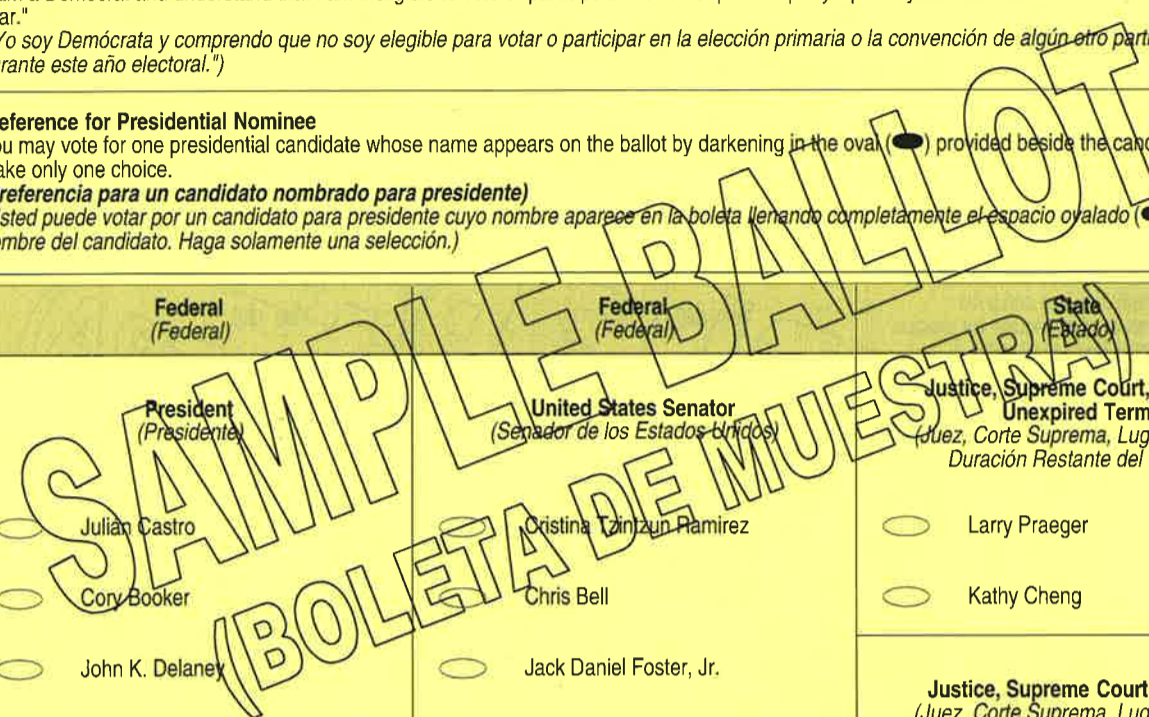 ar."
Yo soy Demócrata y comprendo que no soy elegible para votar o participar en la elección primaria o la convención de algún otro parti
rante este año electoral.")
eference for Presidential Nominee
ou may vote for one presidential candidate whose name appears on the ballot by darkening in the oval ( ) provided beside the cand
ake only one choice.
referencia para un candidato nombrado para presidente)
sted puede votar por un candidato para presidente cuyo nombre aparece en la boleta llenando completamente el espacio ovalado (
ombre del candidato. Haga solamente una selección.)
SAMPLE BALLOT
(BOLETA DE MUESTRA)
Federal
(Federal)
President
(Presidente)
Julián Castro
Cory Booker
John K. Delaney
Federal
(Federal)
United States Senator
(Senador de los Estados Unidos)
Cristina Tzintzun Ramirez
Chris Bell
Jack Daniel Foster, Jr.
State
(Estado)
Justice, Supreme Court,
Unexpired Term
(Juez, Corte Suprema, Lug
Duración Restante del
Larry Praeger
Kathy Cheng
Justice, Supreme Court
(Juez, Corte Suprema, Lug